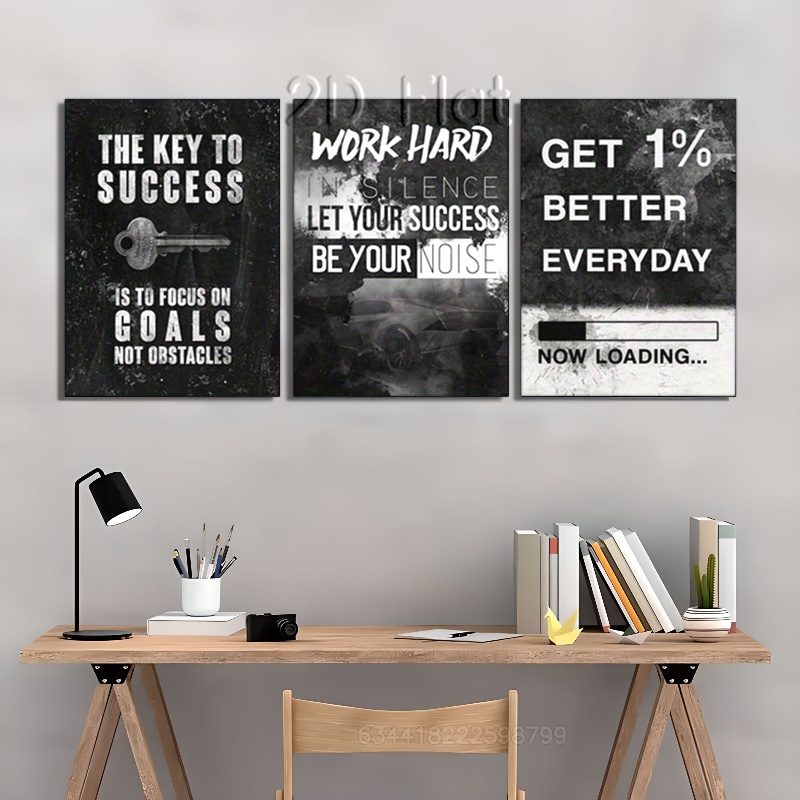 2D Flat
THE KEY TO
SUCCESS
IS TO FOCUS ON
GOALS
NOT OBSTACLES
WORK HARD
IN SILENCE
LET YOUR SUCCESS
BE YOUR NOISE
GET 1%
BETTER
EVERYDAY
NOW LOADING...
6344182222598799